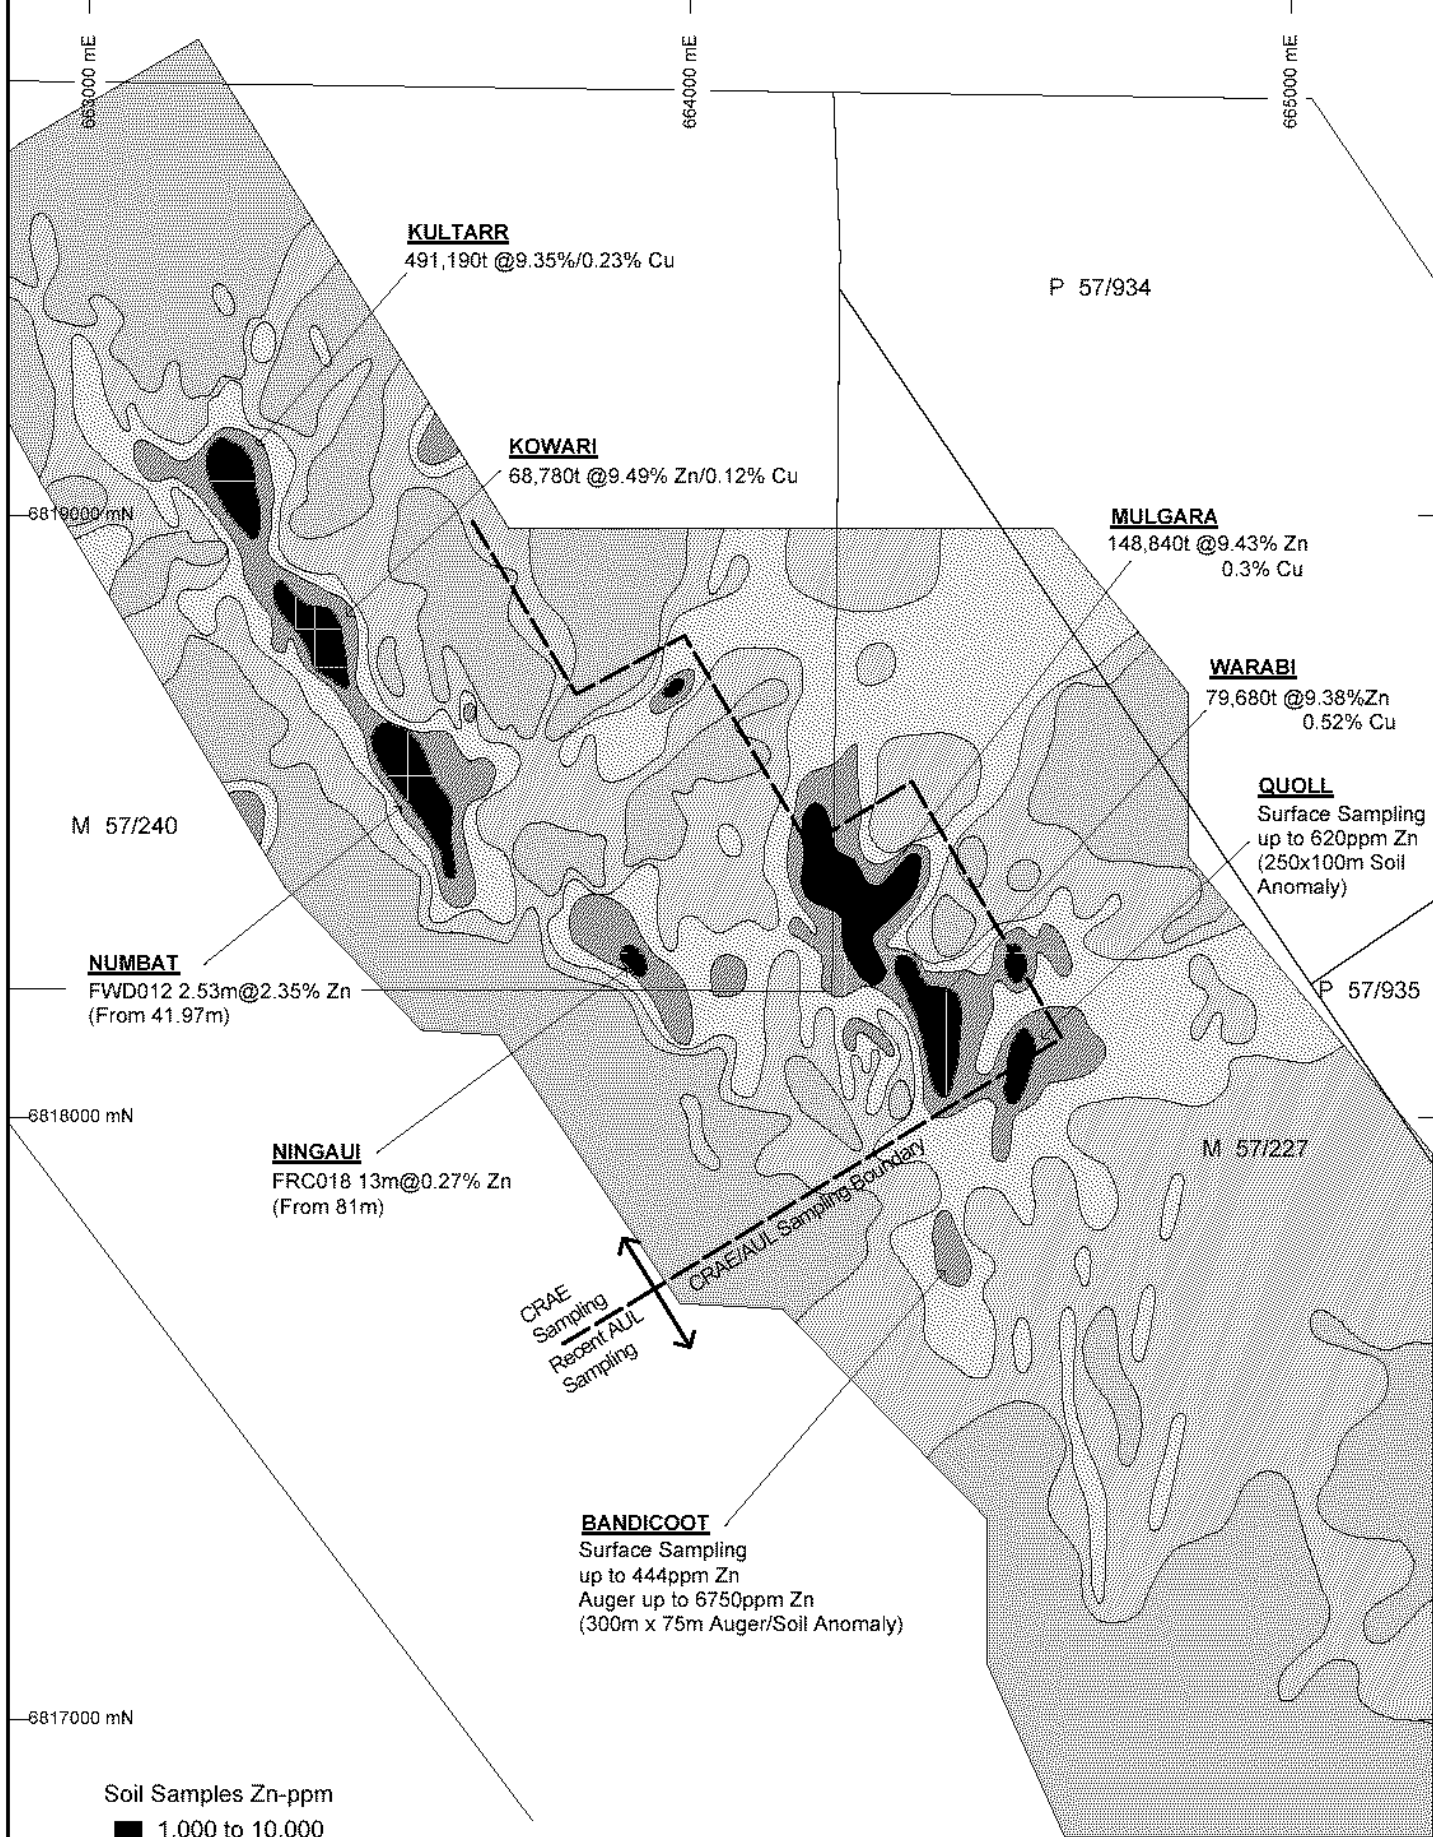 663000 mE
664000 mE
665000 mE
KULTARR
491,190t @9.35%/0.23% Cu
P 57/934
KOWARI
68,780t @9.49% Zn/0.12% Cu
6819000 mN
MULGARA
148,840t @9.43% Zn
0.3% Cu
WARABI
79,680t @9.38%Zn
0.52% Cu
QUOLL
Surface Sampling
up to 620ppm Zn
(250x100m Soil
Anomaly)
M 57/240
NUMBAT
FWD012 2.53m@2.35% Zn
(From 41.97m)
P 57/935
6818000 mN
NINGAUI
FRC018 13m@0.27% Zn
(From 81m)
M 57/227
CRAE/AUL Sampling Boundary
CRAE
Sampling
Recent AUL
Sampling
BANDICOOT
Surface Sampling
up to 444ppm Zn
Auger up to 6750ppm Zn
(300m x 75m Auger/Soil Anomaly)
6817000 mN
Soil Samples Zn-ppm
1,000 to 10,000